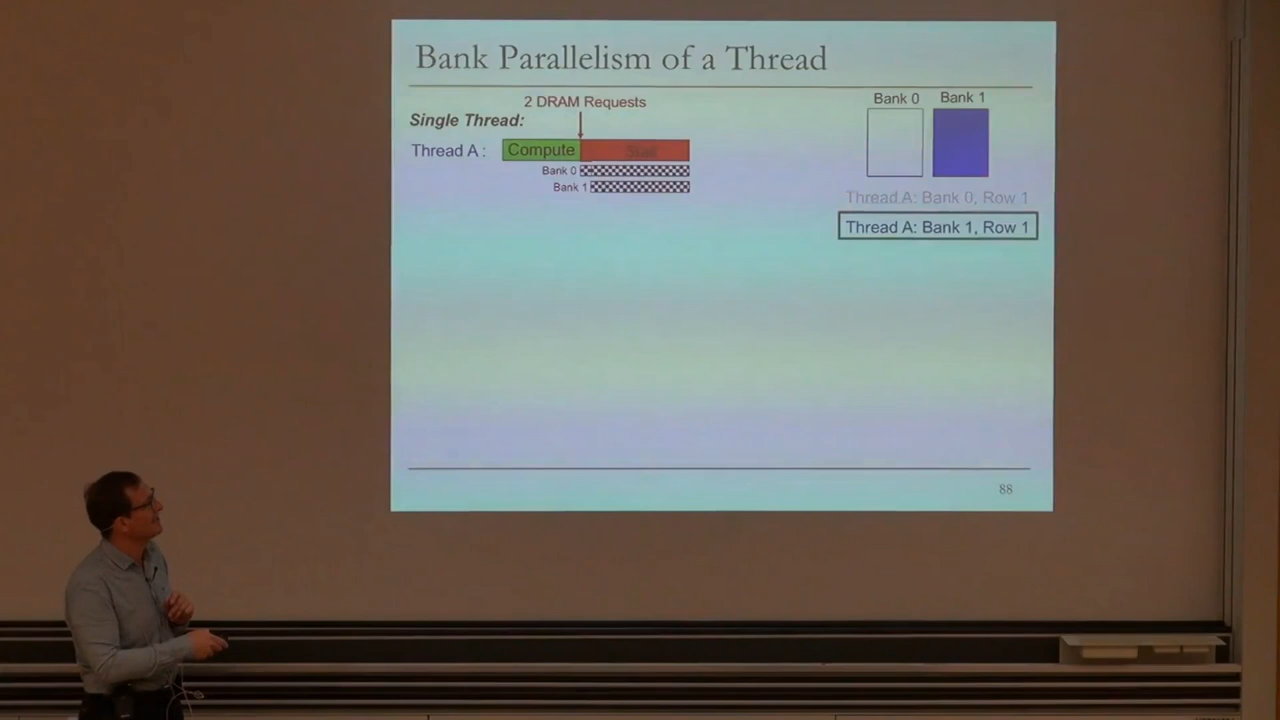 Bank Parallelism of a Thread
2 DRAM Requests
Single Thread:
Thread A :
Compute
Stall
Bank 0
Bank 1
Bank 0
Bank 1
Thread A: Bank 0, Row 1
Thread A: Bank 1, Row 1
88